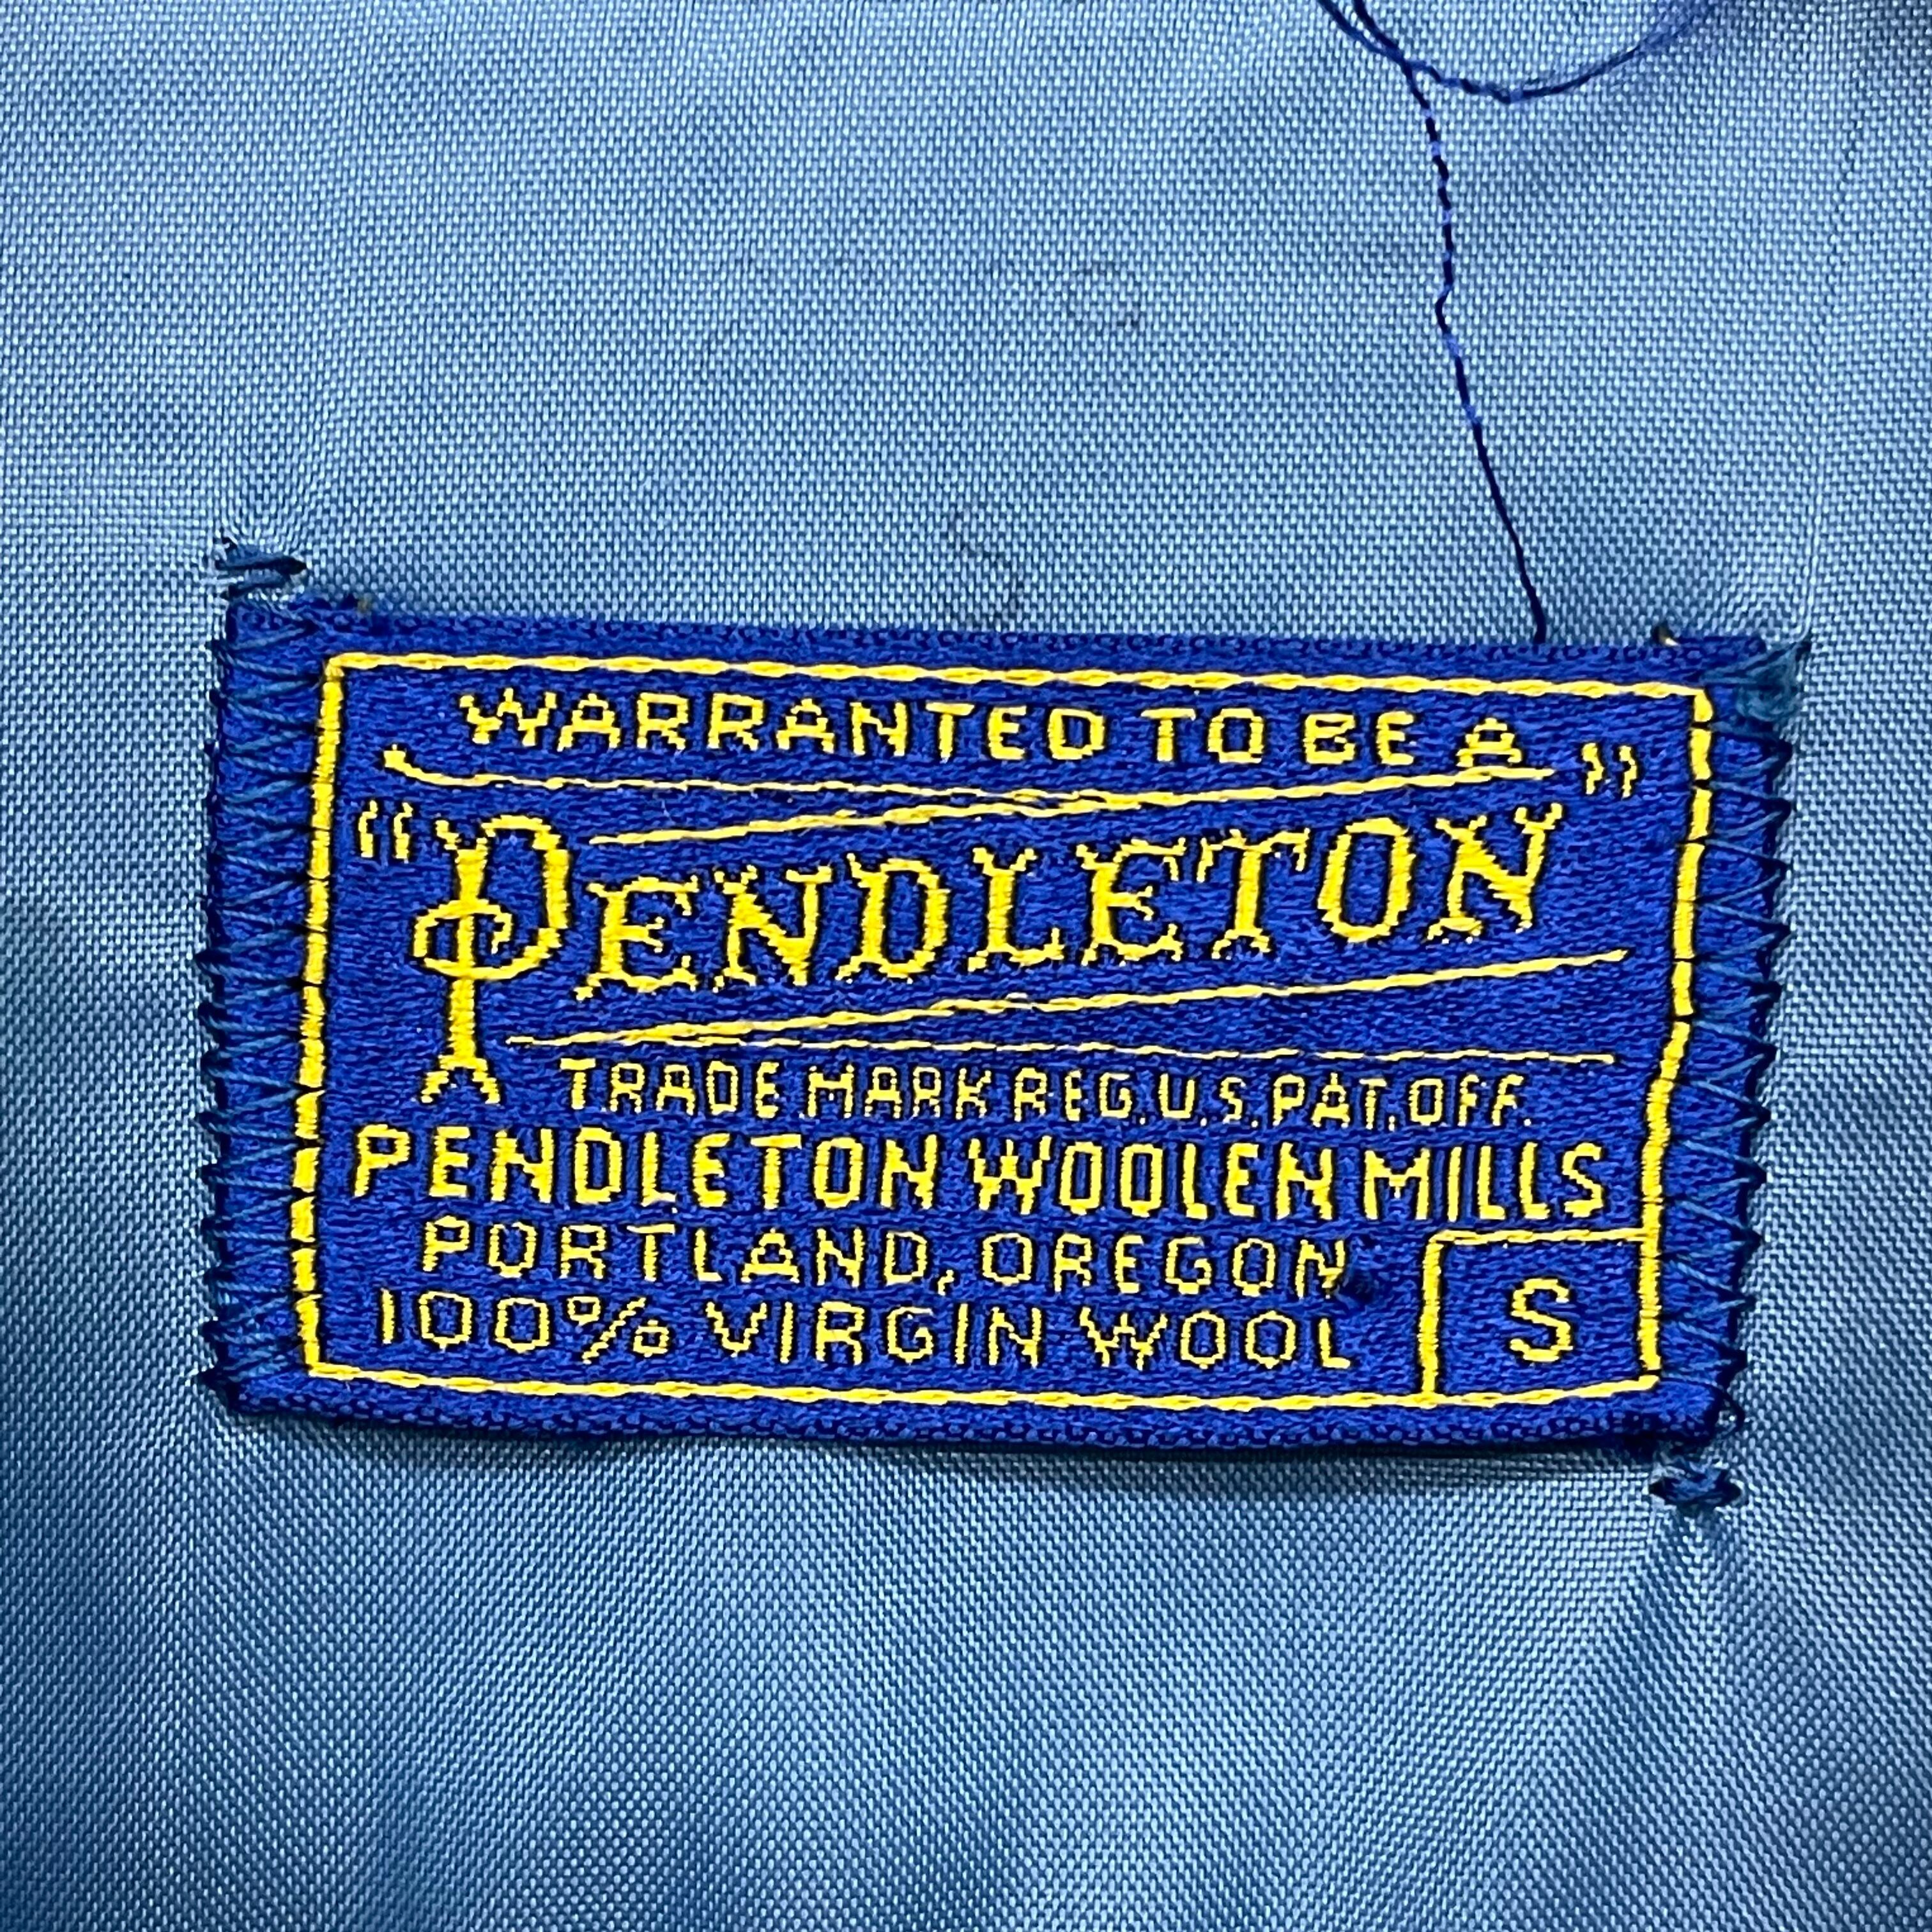 WARRANTED TO BE A
"PENDLETON"
TRADE MARK REG. U.S. PAT. OFF.
PENDLETON WOOLEN MILLS
PORTLAND, OREGON
100% VIRGIN WOOL
S